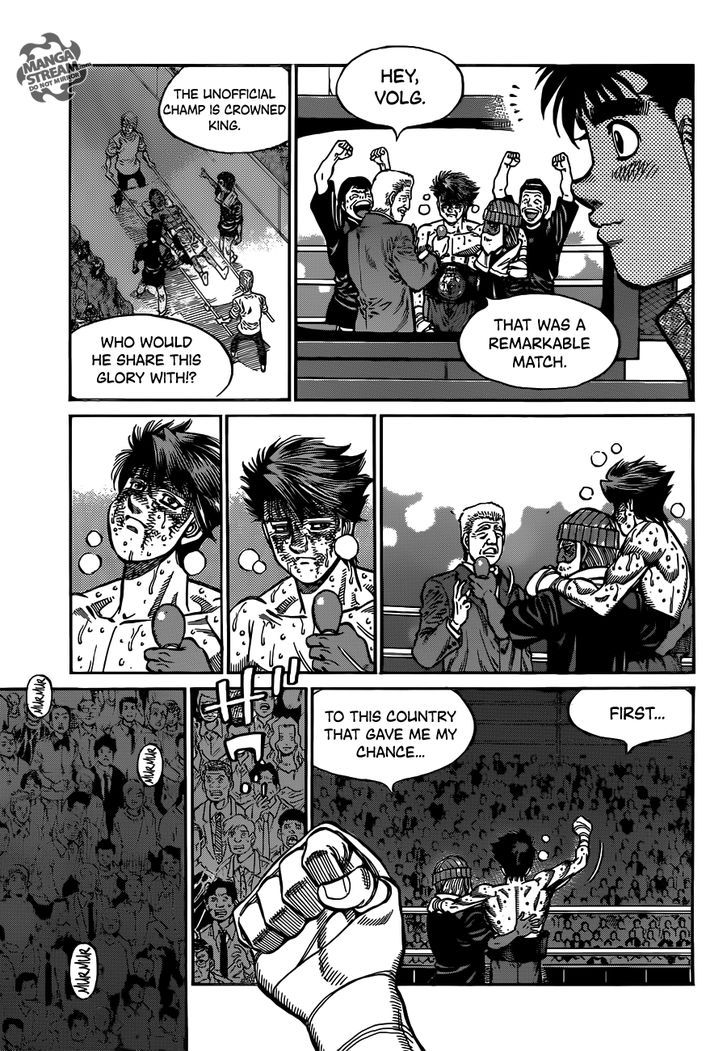 MANGA
STREAM.com
DO NOT MIRROR
HEY,
VOLG.
THAT WAS A
REMARKABLE
MATCH.
THE UNOFFICIAL
CHAMP IS CROWNED
KING.
WHO WOULD
HE SHARE THIS
GLORY WITH!?
FIRST...
TO THIS COUNTRY
THAT GAVE ME MY
CHANCE...
MURMUR
MURMUR
MURMUR